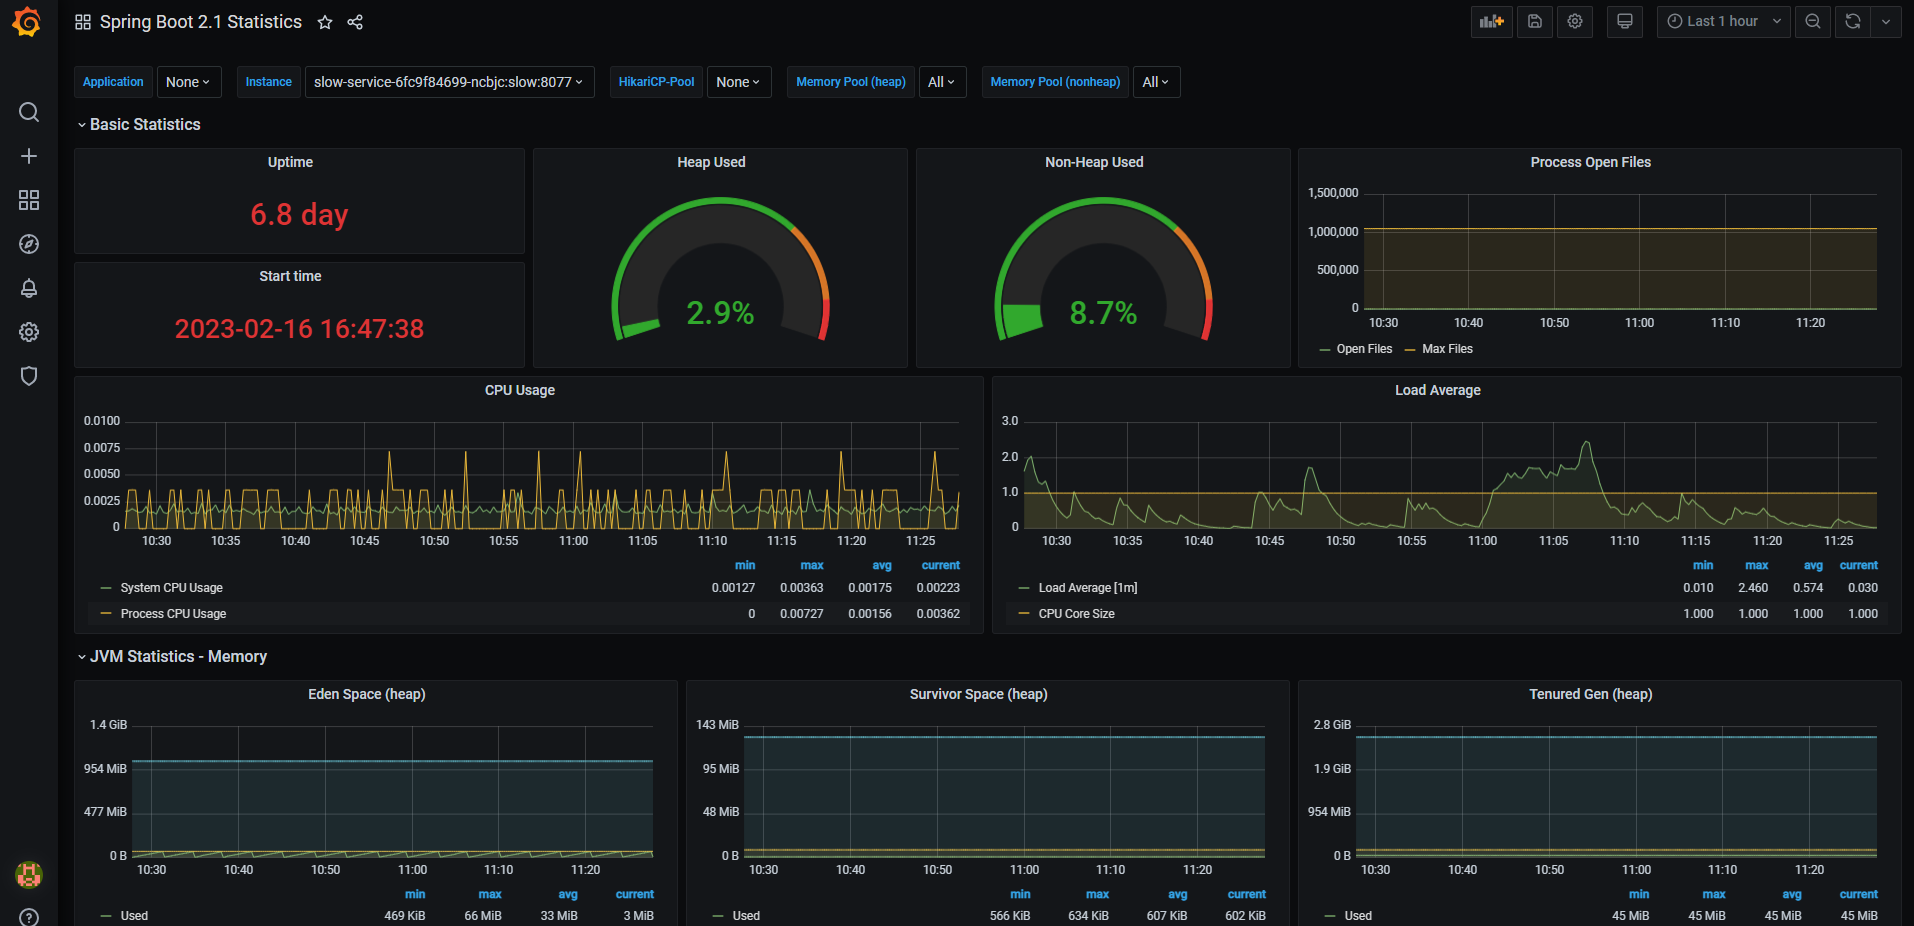 Spring Boot 2.1 Statistics
Last 1 hour
Application None Instance slow-service-6fc9f84699-ncbjc:slow:8077 HikariCP-Pool None Memory Pool (heap) All Memory Pool (nonheap) All
Basic Statistics
Uptime
6.8 day
Start time
2023-02-16 16:47:38
Heap Used
2.9%
Non-Heap Used
8.7%
Process Open Files
1,500,000
1,000,000
500,000
0
10:30 10:40 10:50 11:00 11:10 11:20
Open Files Max Files
CPU Usage
0.0100
0.0075
0.0050
0.0025
0
10:30 10:35 10:40 10:45 10:50 10:55 11:00 11:05 11:10 11:15 11:20 11:25
min max avg current
System CPU Usage 0.00127 0.00363 0.00175 0.00223
Process CPU Usage 0 0.00727 0.00156 0.00362
Load Average
3.0
2.0
1.0
0
10:30 10:35 10:40 10:45 10:50 10:55 11:00 11:05 11:10 11:15 11:20 11:25
min max avg current
Load Average [1m] 0.010 2.460 0.574 0.030
CPU Core Size 1.000 1.000 1.000 1.000
JVM Statistics - Memory
Eden Space (heap)
1.4 GiB
954 MiB
477 MiB
0 B
10:30 10:40 10:50 11:00 11:10 11:20
min max avg current
Used 469 KiB 66 MiB 33 MiB 3 MiB
Survivor Space (heap)
143 MiB
95 MiB
48 MiB
0 B
10:30 10:40 10:50 11:00 11:10 11:20
min max avg current
Used 566 KiB 634 KiB 607 KiB 602 KiB
Tenured Gen (heap)
2.8 GiB
1.9 GiB
954 MiB
0 B
10:30 10:40 10:50 11:00 11:10 11:20
min max avg current
Used 45 MiB 45 MiB 45 MiB 45 MiB